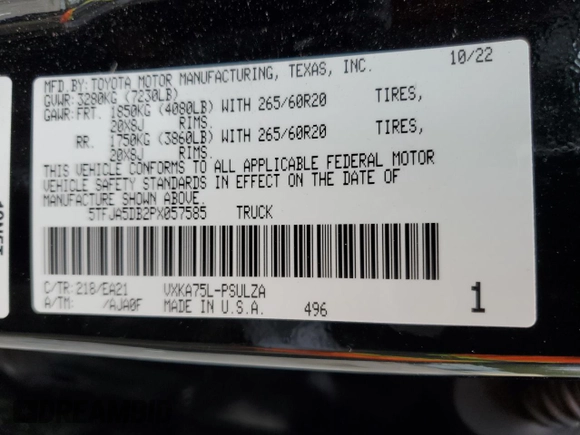 MFD.BY:TOYOTA MOTOR MANUFACTURING, TEXAS, INC. 10/22
GVWR:3280KG (7230LB)
GAWR:FRT. 1850KG (4080LB) WITH 265/60R20 TIRES,
20X8J RIMS.
RR. 1750KG (3860LB) WITH 265/60R20 TIRES,
20X8J RIMS.
THIS VEHICLE CONFORMS TO ALL APPLICABLE FEDERAL MOTOR
VEHICLE SAFETY STANDARDS IN EFFECT ON THE DATE OF
MANUFACTURE SHOWN ABOVE.
5TFJA5DB2PX057585 TRUCK
C/TR:218/EA21 VXKA75L-PSULZA
A/TM: /AJA0F MADE IN U.S.A. 496 1
DREAMBID